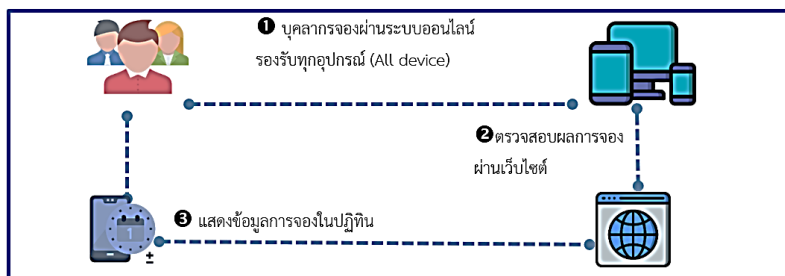 ❶ บุคลากรจองผ่านระบบออนไลน์
รองรับทุกอุปกรณ์ (All device)
❷ตรวจสอบผลการจอง
ผ่านเว็บไซต์
❸ แสดงข้อมูลการจองในปฏิทิน
1
±